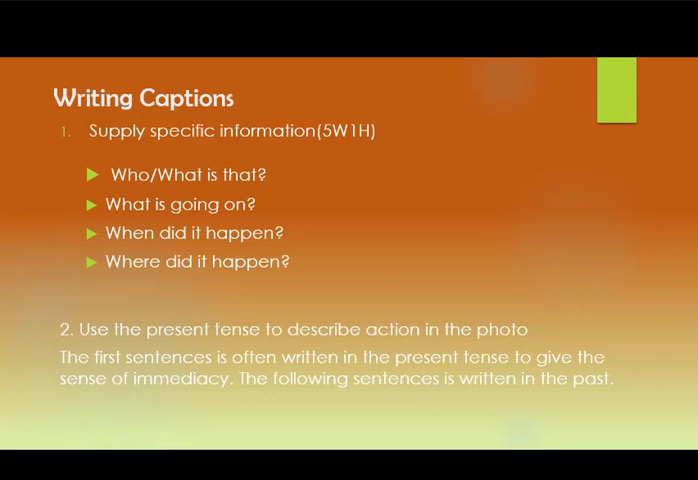 Writing Captions
1. Supply specific information(5W1H)
Who/What is that?
What is going on?
When did it happen?
Where did it happen?
2. Use the present tense to describe action in the photo
The first sentences is often written in the present tense to give the
sense of immediacy. The following sentences is written in the past.